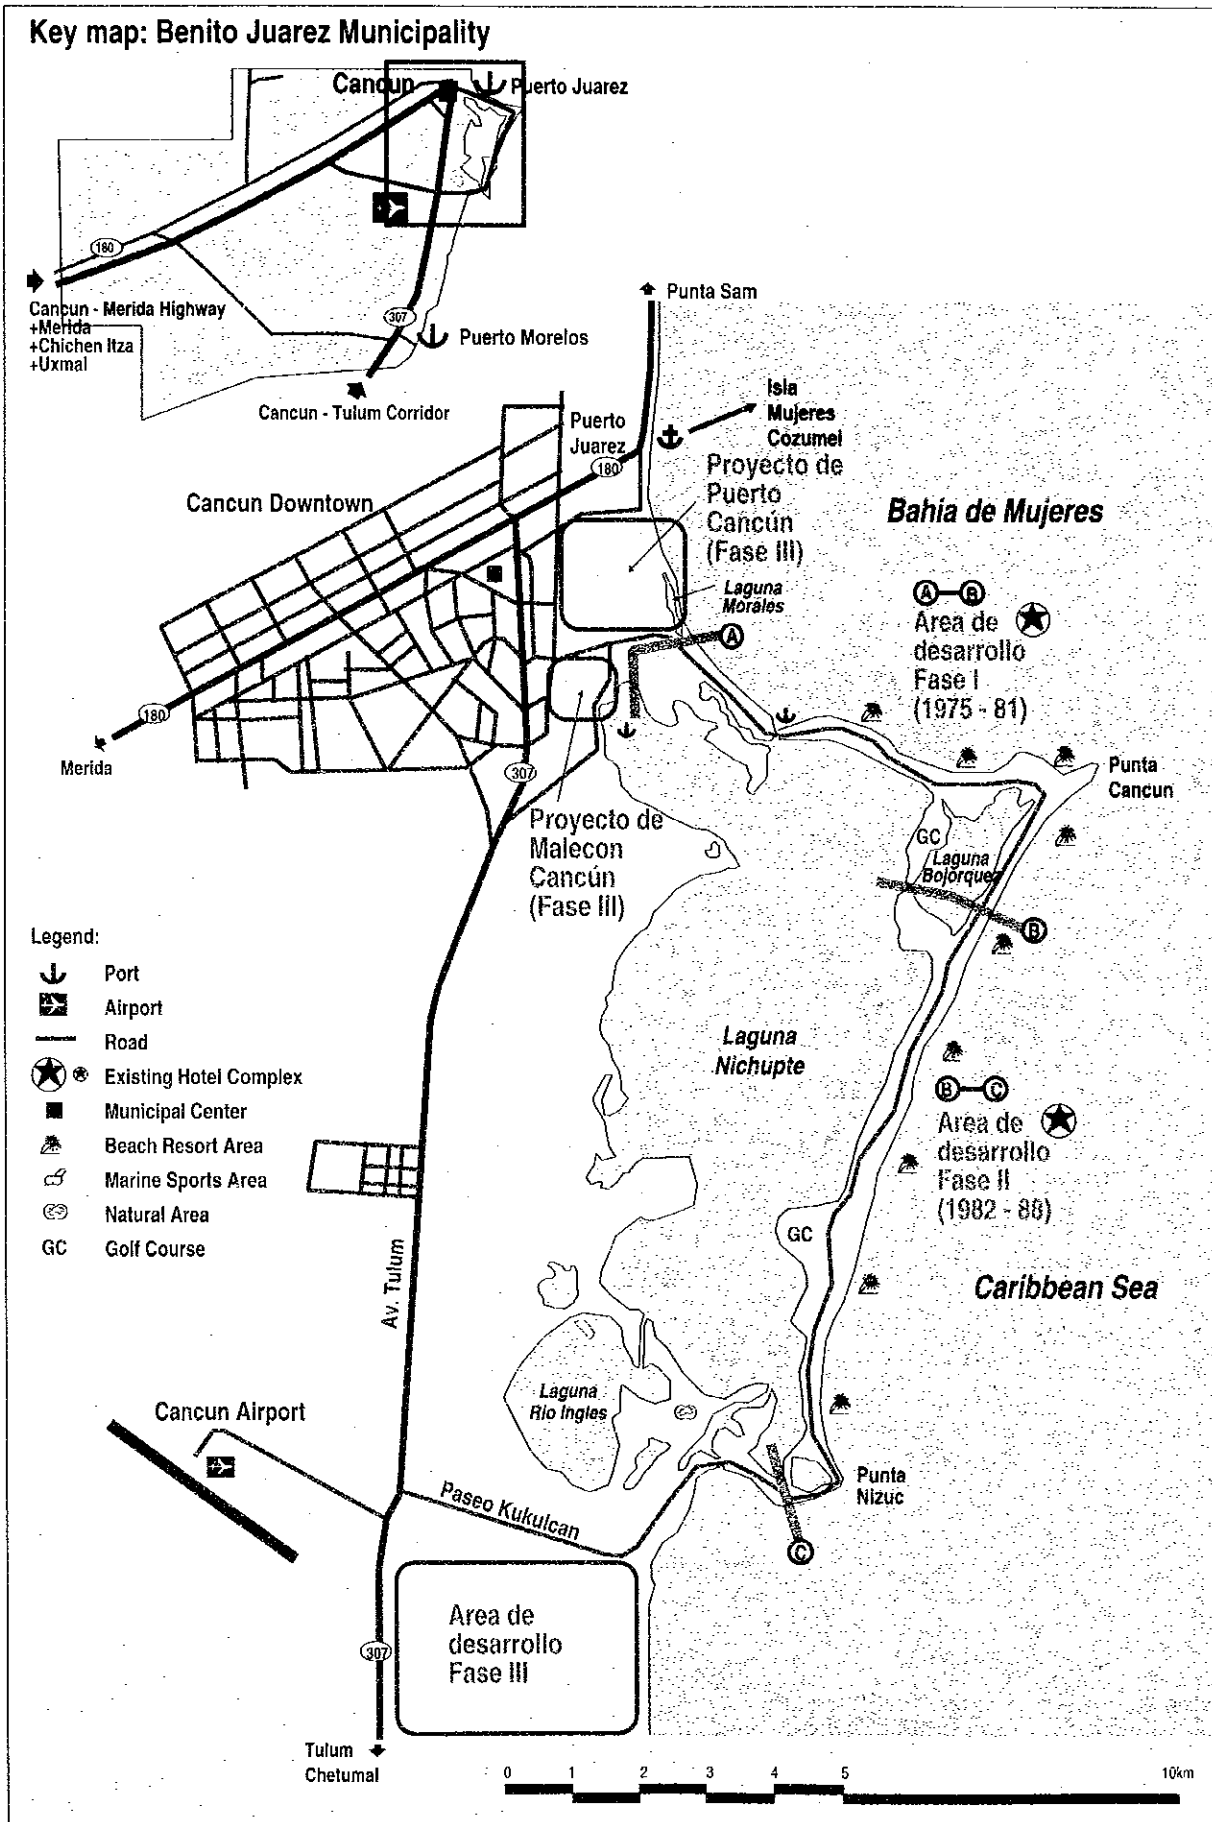 Key map: Benito Juarez Municipality
Cancun
Puerto Juarez
180
Cancun - Merida Highway
+Merida
+Chichen Itza
+Uxmal
307
Puerto Morelos
Cancun - Tulum Corridor
Punta Sam
Isla
Mujeres
Cozumel
Puerto
Juarez
180
Cancun Downtown
Proyecto de
Puerto
Cancún
(Fase III)
Bahia de Mujeres
Laguna
Morales
A
A B
Area de
desarrollo
Fase I
(1975 - 81)
180
Merida
307
Punta
Cancun
Proyecto de
Malecon
Cancún
(Fase III)
GC
Laguna
Bojorquez
B
Legend:
Port
Airport
Road
Existing Hotel Complex
Municipal Center
Beach Resort Area
Marine Sports Area
Natural Area
GC Golf Course
Laguna
Nichupte
B C
Area de
desarrollo
Fase II
(1982 - 88)
GC
Av. Tulum
Caribbean Sea
Laguna
Rio Ingles
Cancun Airport
Punta
Nizuc
Paseo Kukulcan
C
Area de
desarrollo
Fase III
307
Tulum
Chetumal
0 1 2 3 4 5 10km